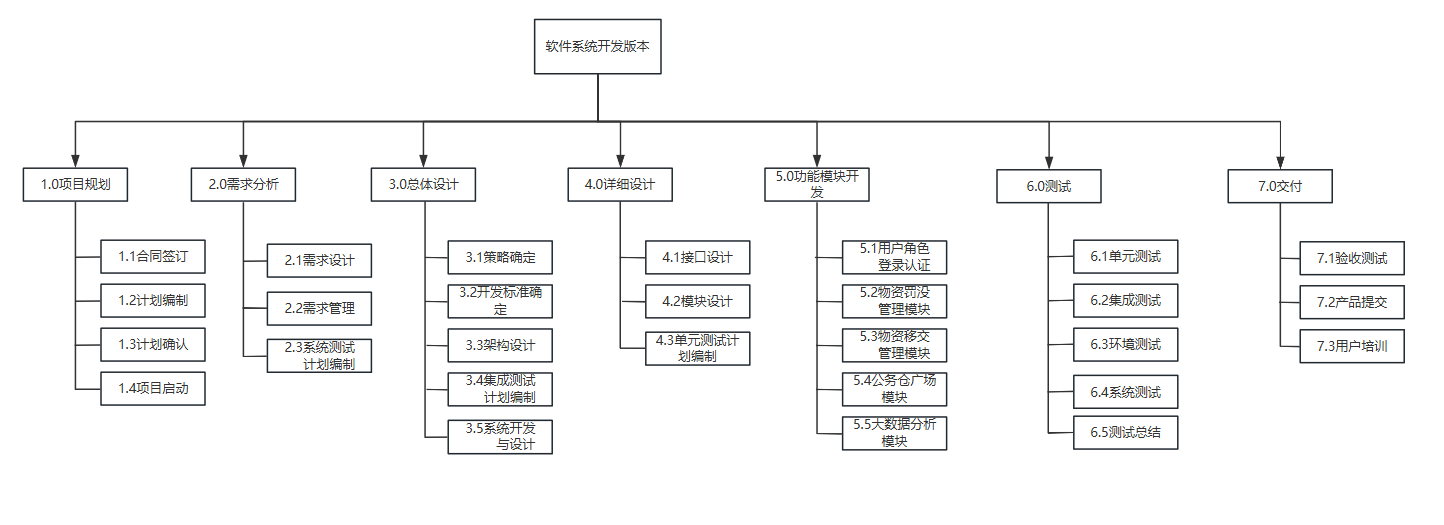 软件系统开发版本
1.0项目规划
2.0需求分析
3.0总体设计
4.0详细设计
5.0功能模块开
发
6.0测试
7.0交付
1.1合同签订
1.2计划编制
1.3计划确认
1.4项目启动
2.1需求设计
2.2需求管理
2.3系统测试
计划编制
3.1策略确定
3.2开发标准确
定
3.3架构设计
3.4集成测试
计划编制
3.5系统开发
与设计
4.1接口设计
4.2模块设计
4.3单元测试计
划编制
5.1用户角色
登录认证
5.2物资罚没
管理模块
5.3物资移交
管理模块
5.4公务仓广场
模块
5.5大数据分析
模块
6.1单元测试
6.2集成测试
6.3环境测试
6.4系统测试
6.5测试总结
7.1验收测试
7.2产品提交
7.3用户培训